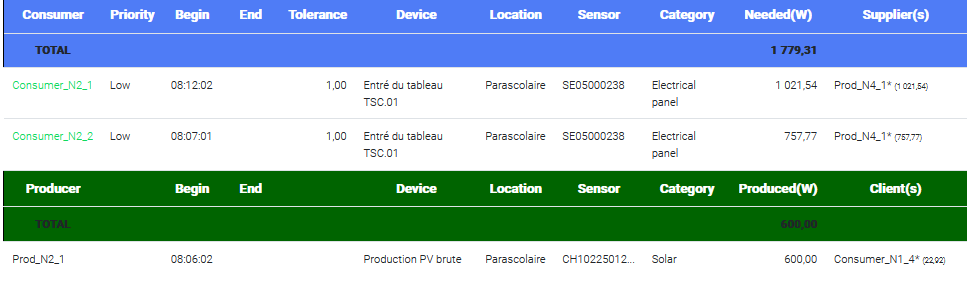 Consumer Priority Begin End Tolerance Device Location Sensor Category Needed(W) Supplier(s)
TOTAL 1 779,31
Consumer_N2_1 Low 08:12:02 1,00 Entré du tableau Parascolaire SE05000238 Electrical 1 021,54 Prod_N4_1* (1 021,54)
TSC.01 panel
Consumer_N2_2 Low 08:07:01 1,00 Entré du tableau Parascolaire SE05000238 Electrical 757,77 Prod_N4_1* (757,77)
TSC.01 panel
Producer Begin End Device Location Sensor Category Produced(W) Client(s)
TOTAL 600,00
Prod_N2_1 08:06:02 Production PV brute Parascolaire CH10225012... Solar 600,00 Consumer_N1_4* (22,92)